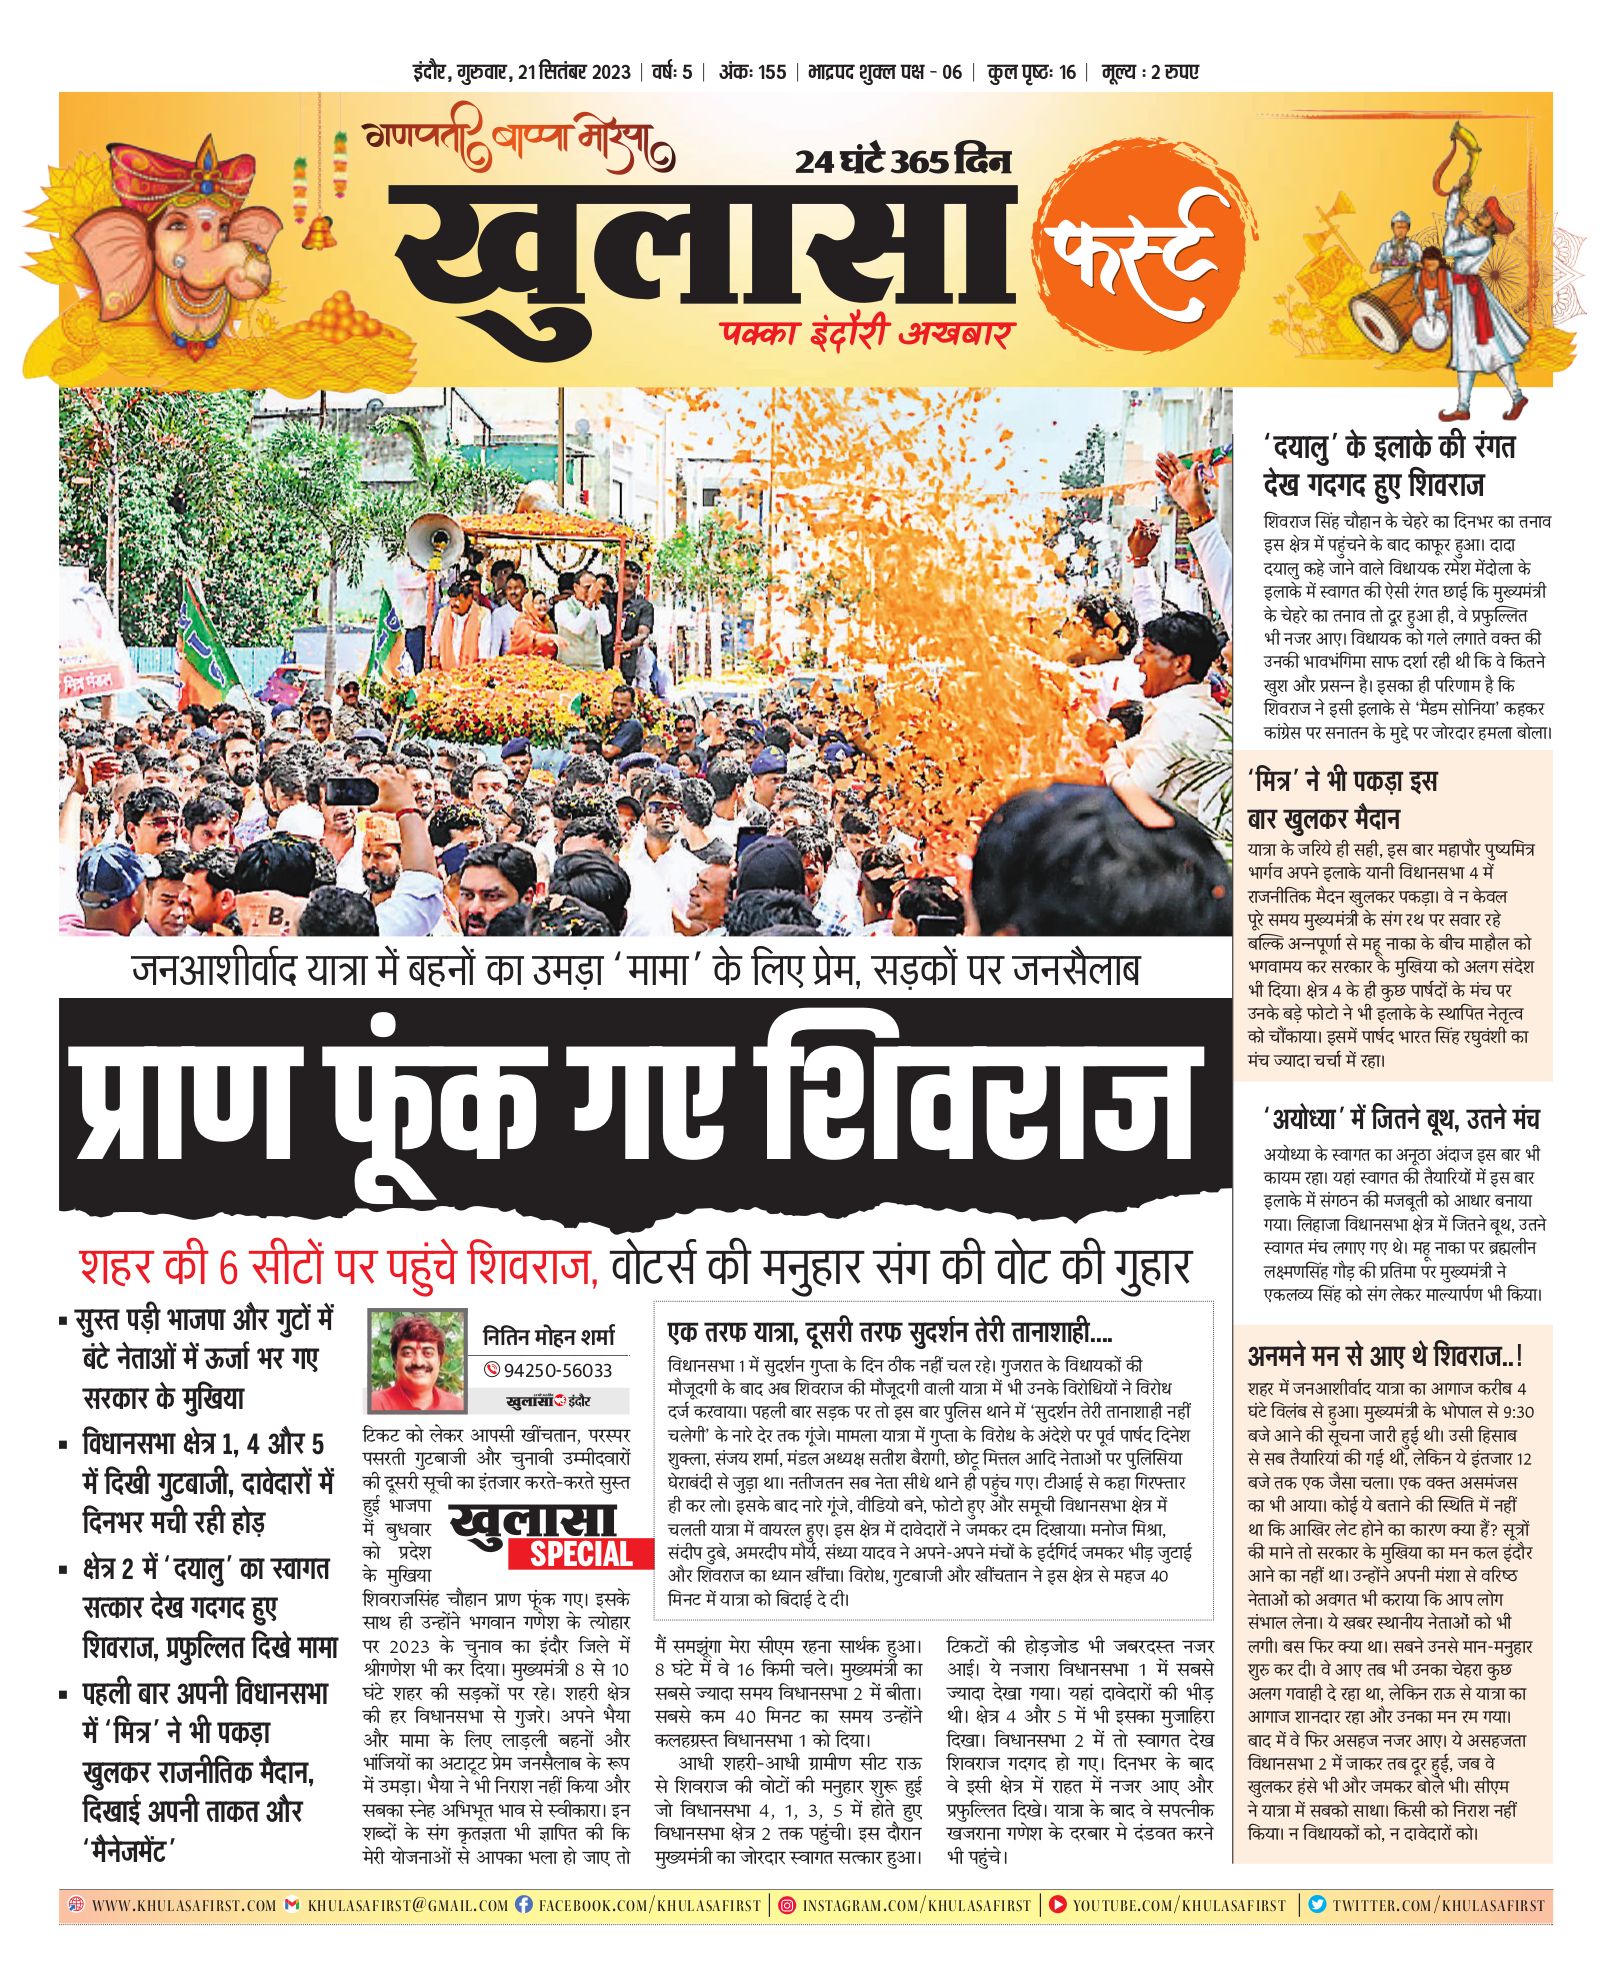 इंदौर, गुरुवार, 21 सितंबर 2023 | वर्षः 5 | अंकः 155 | भाद्रपद शुक्ल पक्ष - 06 | कुल पृष्ठः 16 | मूल्य : 2 रुपए
गणपती बाप्पा मोरया
24 घंटे 365 दिन
खुलासा
फर्स्ट
पक्का इंदौरी अखबार
मित्र मंडल
B.
जनआशीर्वाद यात्रा में बहनों का उमड़ा ‘मामा’ के लिए प्रेम, सड़कों पर जनसैलाब
प्राण फूंक गए शिवराज
शहर की 6 सीटों पर पहुंचे शिवराज, वोटर्स की मनुहार संग की वोट की गुहार
▪ सुस्त पड़ी भाजपा और गुटों में
बंटे नेताओं में ऊर्जा भर गए
सरकार के मुखिया
▪ विधानसभा क्षेत्र 1, 4 और 5
में दिखी गुटबाजी, दावेदारों में
दिनभर मची रही होड़
▪ क्षेत्र 2 में ‘दयालु’ का स्वागत
सत्कार देख गदगद हुए
शिवराज, प्रफुल्लित दिखे मामा
▪ पहली बार अपनी विधानसभा
में ‘मित्र’ ने भी पकड़ा
खुलकर राजनीतिक मैदान,
दिखाई अपनी ताकत और
‘मैनेजमेंट’
नितिन मोहन शर्मा
94250-56033
खुलासा फर्स्ट इंदौर
टिकट को लेकर आपसी खींचतान, परस्पर
पसरती गुटबाजी और चुनावी उम्मीदवारों
की दूसरी सूची का इंतजार करते-करते सुस्त
हुई भाजपा
में बुधवार
को प्रदेश
के मुखिया
खुलासा
SPECIAL
शिवराजसिंह चौहान प्राण फूंक गए। इसके
साथ ही उन्होंने भगवान गणेश के त्योहार
पर 2023 के चुनाव का इंदौर जिले में
श्रीगणेश भी कर दिया। मुख्यमंत्री 8 से 10
घंटे शहर की सड़कों पर रहे। शहरी क्षेत्र
की हर विधानसभा से गुजरे। अपने भैया
और मामा के लिए लाड़ली बहनों और
भांजियों का अटाटूट प्रेम जनसैलाब के रूप
में उमड़ा। भैया ने भी निराश नहीं किया और
सबका स्नेह अभिभूत भाव से स्वीकारा। इन
शब्दों के संग कृतज्ञता भी ज्ञापित की कि
मेरी योजनाओं से आपका भला हो जाए तो
एक तरफ यात्रा, दूसरी तरफ सुदर्शन तेरी तानाशाही....
विधानसभा 1 में सुदर्शन गुप्ता के दिन ठीक नहीं चल रहे। गुजरात के विधायकों की
मौजूदगी के बाद अब शिवराज की मौजूदगी वाली यात्रा में भी उनके विरोधियों ने विरोध
दर्ज करवाया। पहली बार सड़क पर तो इस बार पुलिस थाने में ‘सुदर्शन तेरी तानाशाही नहीं
चलेगी’ के नारे देर तक गूंजे। मामला यात्रा में गुप्ता के विरोध के अंदेशे पर पूर्व पार्षद दिनेश
शुक्ला, संजय शर्मा, मंडल अध्यक्ष सतीश बैरागी, छोटू मित्तल आदि नेताओं पर पुलिसिया
घेराबंदी से जुड़ा था। नतीजतन सब नेता सीधे थाने ही पहुंच गए। टीआई से कहा गिरफ्तार
ही कर लो। इसके बाद नारे गूंजे, वीडियो बने, फोटो हुए और समूची विधानसभा क्षेत्र में
चलती यात्रा में वायरल हुए। इस क्षेत्र में दावेदारों ने जमकर दम दिखाया। मनोज मिश्रा,
संदीप दुबे, अमरदीप मौर्य, संध्या यादव ने अपने-अपने मंचों के इर्दगिर्द जमकर भीड़ जुटाई
और शिवराज का ध्यान खींचा। विरोध, गुटबाजी और खींचतान ने इस क्षेत्र से महज 40
मिनट में यात्रा को बिदाई दे दी।
मैं समझूंगा मेरा सीएम रहना सार्थक हुआ।
8 घंटे में वे 16 किमी चले। मुख्यमंत्री का
सबसे ज्यादा समय विधानसभा 2 में बीता।
सबसे कम 40 मिनट का समय उन्होंने
कलहग्रस्त विधानसभा 1 को दिया।
आधी शहरी-आधी ग्रामीण सीट राऊ
से शिवराज की वोटों की मनुहार शुरू हुई
जो विधानसभा 4, 1, 3, 5 में होते हुए
विधानसभा क्षेत्र 2 तक पहुंची। इस दौरान
मुख्यमंत्री का जोरदार स्वागत सत्कार हुआ।
टिकटों की होड़जोड भी जबरदस्त नजर
आई। ये नजारा विधानसभा 1 में सबसे
ज्यादा देखा गया। यहां दावेदारों की भीड़
थी। क्षेत्र 4 और 5 में भी इसका मुजाहिरा
दिखा। विधानसभा 2 में तो स्वागत देख
शिवराज गदगद हो गए। दिनभर के बाद
वे इसी क्षेत्र में राहत में नजर आए और
प्रफुल्लित दिखे। यात्रा के बाद वे सपत्नीक
खजराना गणेश के दरबार मे दंडवत करने
भी पहुंचे।
‘दयालु’ के इलाके की रंगत
देख गदगद हुए शिवराज
शिवराज सिंह चौहान के चेहरे का दिनभर का तनाव
इस क्षेत्र में पहुंचने के बाद काफूर हुआ। दादा
दयालु कहे जाने वाले विधायक रमेश मेंदोला के
इलाके में स्वागत की ऐसी रंगत छाई कि मुख्यमंत्री
के चेहरे का तनाव तो दूर हुआ ही, वे प्रफुल्लित
भी नजर आए। विधायक को गले लगाते वक्त की
उनकी भावभंगिमा साफ दर्शा रही थी कि वे कितने
खुश और प्रसन्न है। इसका ही परिणाम है कि
शिवराज ने इसी इलाके से ‘मैडम सोनिया’ कहकर
कांग्रेस पर सनातन के मुद्दे पर जोरदार हमला बोला।
‘मित्र’ ने भी पकड़ा इस
बार खुलकर मैदान
यात्रा के जरिये ही सही, इस बार महापौर पुष्यमित्र
भार्गव अपने इलाके यानी विधानसभा 4 में
राजनीतिक मैदन खुलकर पकड़ा। वे न केवल
पूरे समय मुख्यमंत्री के संग रथ पर सवार रहे
बल्कि अन्नपूर्णा से महू नाका के बीच माहौल को
भगवामय कर सरकार के मुखिया को अलग संदेश
भी दिया। क्षेत्र 4 के ही कुछ पार्षदों के मंच पर
उनके बड़े फोटो ने भी इलाके के स्थापित नेतृत्व
को चौंकाया। इसमें पार्षद भारत सिंह रघुवंशी का
मंच ज्यादा चर्चा में रहा।
‘अयोध्या’ में जितने बूथ, उतने मंच
अयोध्या के स्वागत का अनूठा अंदाज इस बार भी
कायम रहा। यहां स्वागत की तैयारियों में इस बार
इलाके में संगठन की मजबूती को आधार बनाया
गया। लिहाजा विधानसभा क्षेत्र में जितने बूथ, उतने
स्वागत मंच लगाए गए थे। महू नाका पर ब्रह्मलीन
लक्ष्मणसिंह गौड़ की प्रतिमा पर मुख्यमंत्री ने
एकलव्य सिंह को संग लेकर माल्यार्पण भी किया।
अनमने मन से आए थे शिवराज..!
शहर में जनआशीर्वाद यात्रा का आगाज करीब 4
घंटे विलंब से हुआ। मुख्यमंत्री के भोपाल से 9:30
बजे आने की सूचना जारी हुई थी। उसी हिसाब
से सब तैयारियां की गई थी, लेकिन ये इंतजार 12
बजे तक एक जैसा चला। एक वक्त असमंजस
का भी आया। कोई ये बताने की स्थिति में नहीं
था कि आखिर लेट होने का कारण क्या हैं? सूत्रों
की माने तो सरकार के मुखिया का मन कल इंदौर
आने का नहीं था। उन्होंने अपनी मंशा से वरिष्ठ
नेताओं को अवगत भी कराया कि आप लोग
संभाल लेना। ये खबर स्थानीय नेताओं को भी
लगी। बस फिर क्या था। सबने उनसे मान-मनुहार
शुरु कर दी। वे आए तब भी उनका चेहरा कुछ
अलग गवाही दे रहा था, लेकिन राऊ से यात्रा का
आगाज शानदार रहा और उनका मन रम गया।
बाद में वे फिर असहज नजर आए। ये असहजता
विधानसभा 2 में जाकर तब दूर हुई, जब वे
खुलकर हंसे भी और जमकर बोले भी। सीएम
ने यात्रा में सबको साधा। किसी को निराश नहीं
किया। न विधायकों को, न दावेदारों को।
WWW.KHULASAFIRST.COM KHULASAFIRST@GMAIL.COM FACEBOOK.COM/KHULASAFIRST | INSTAGRAM.COM/KHULASAFIRST | YOUTUBE.COM/KHULASAFIRST | TWITTER.COM/KHULASAFIRST